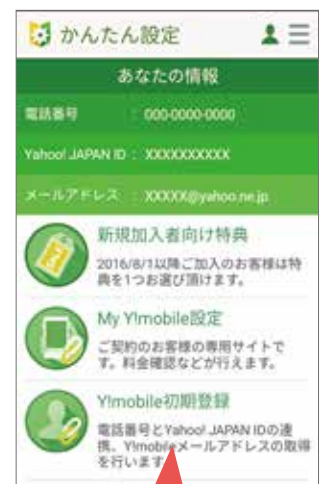 かんたん設定
あなたの情報
電話番号 : 000-0000-0000
Yahoo! JAPAN ID : XXXXXXXXXX
メールアドレス : XXXXX@yahoo.ne.jp
新規加入者向け特典
2016/8/1以降ご加入のお客様は特
典を1つお選び頂けます。
My Y!mobile設定
ご契約のお客様の専用サイトで
す。料金確認などが行えます。
Y!mobile初期登録
電話番号とYahoo! JAPAN IDの連
携、Y!mobileメールアドレスの取得
を行います